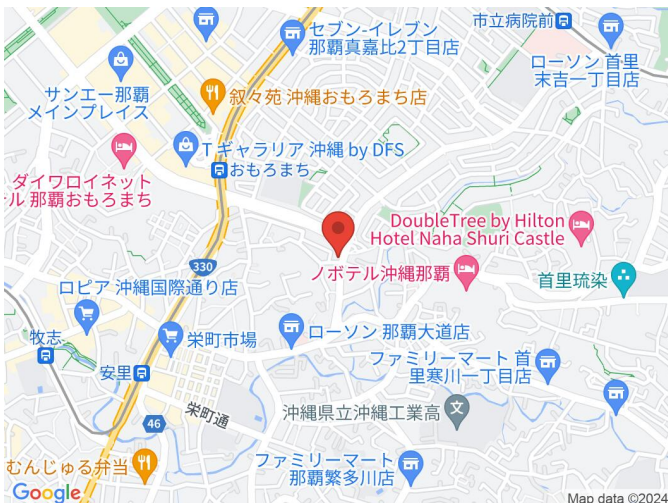 市立病院前
セブン-イレブン
那覇真嘉比2丁目店
ローソン 首里
末吉一丁目店
サンエー那覇
メインプレイス
叙々苑 沖縄おもろまち店
T ギャラリア 沖縄 by DFS
おもろまち
ダイワロイネット
ル 那覇おもろまち
DoubleTree by Hilton
Hotel Naha Shuri Castle
ノボテル沖縄那覇
首里琉染
330
ロピア 沖縄国際通り店
牧志
栄町市場
ローソン 那覇大道店
安里
ファミリーマート 首
里寒川一丁目店
栄町通
46
沖縄県立沖縄工業高
むんじゅる弁当
ファミリーマート
那覇繁多川店
Google
Map data ©2024